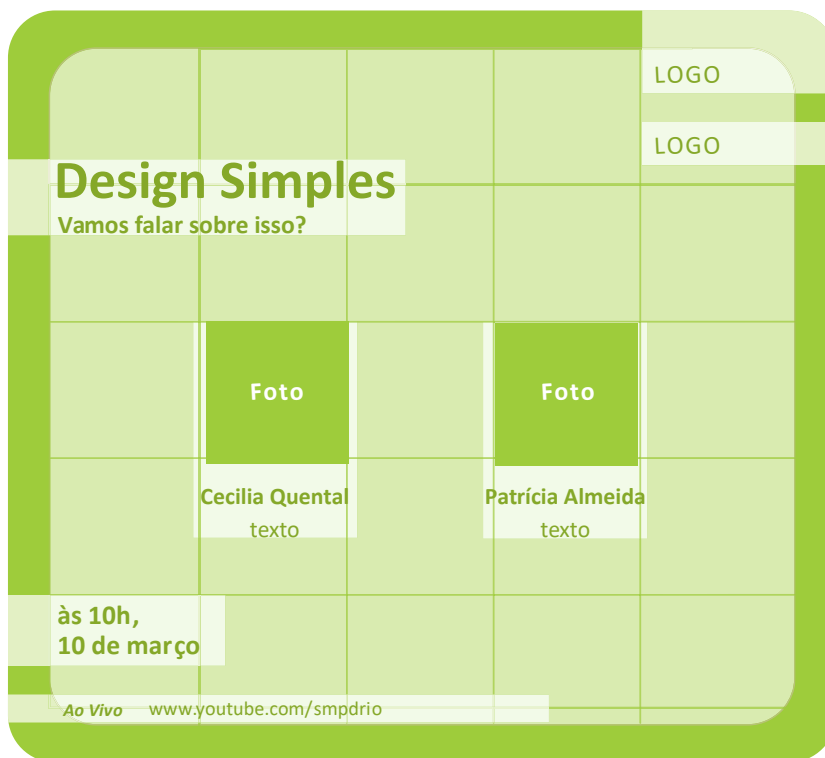 LOGO
LOGO
Design Simples
Vamos falar sobre isso?
Foto
Foto
Cecilia Quental
texto
Patrícia Almeida
texto
às 10h,
10 de março
Ao Vivo www.youtube.com/smpdrio